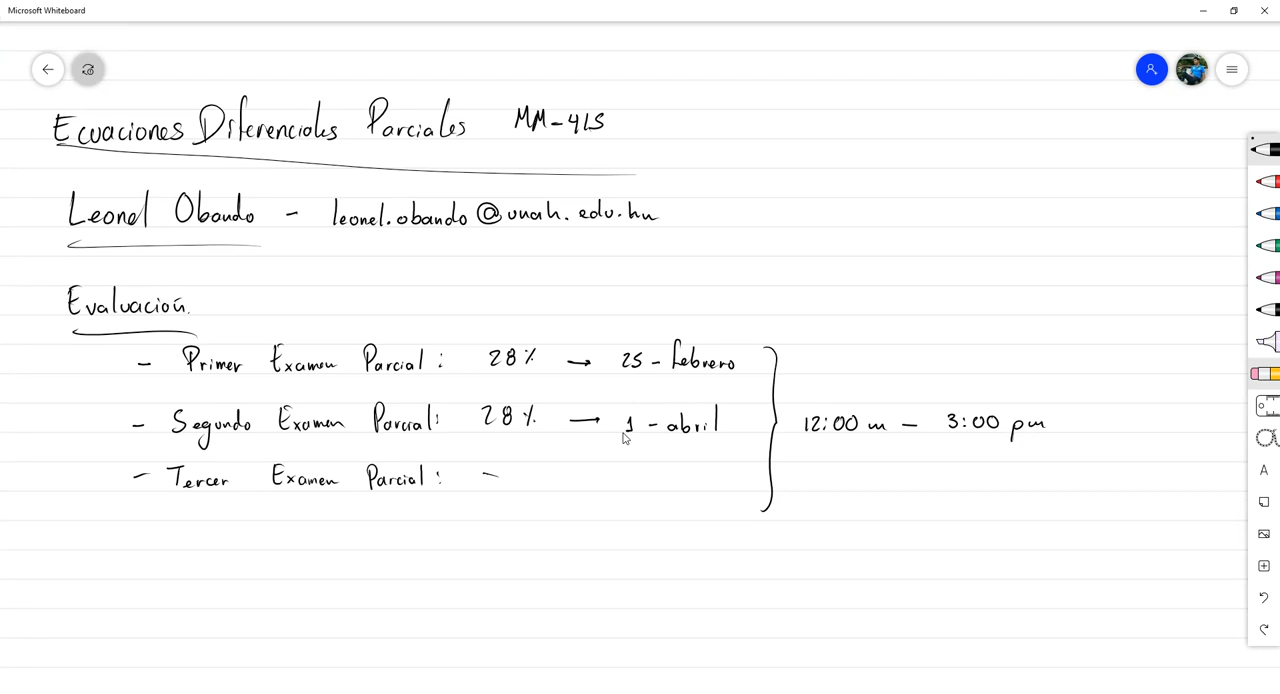 Microsoft Whiteboard
Ecuaciones Diferenciales Parciales MM-415
Leonel Obando - leonel.obando@unah.edu.hn
Evaluación.
- Primer Examen Parcial: 28% → 25 - febrero
- Segundo Examen Parcial: 28% → 1 - abril
12:00 m - 3:00 pm
- Tercer Examen Parcial: -